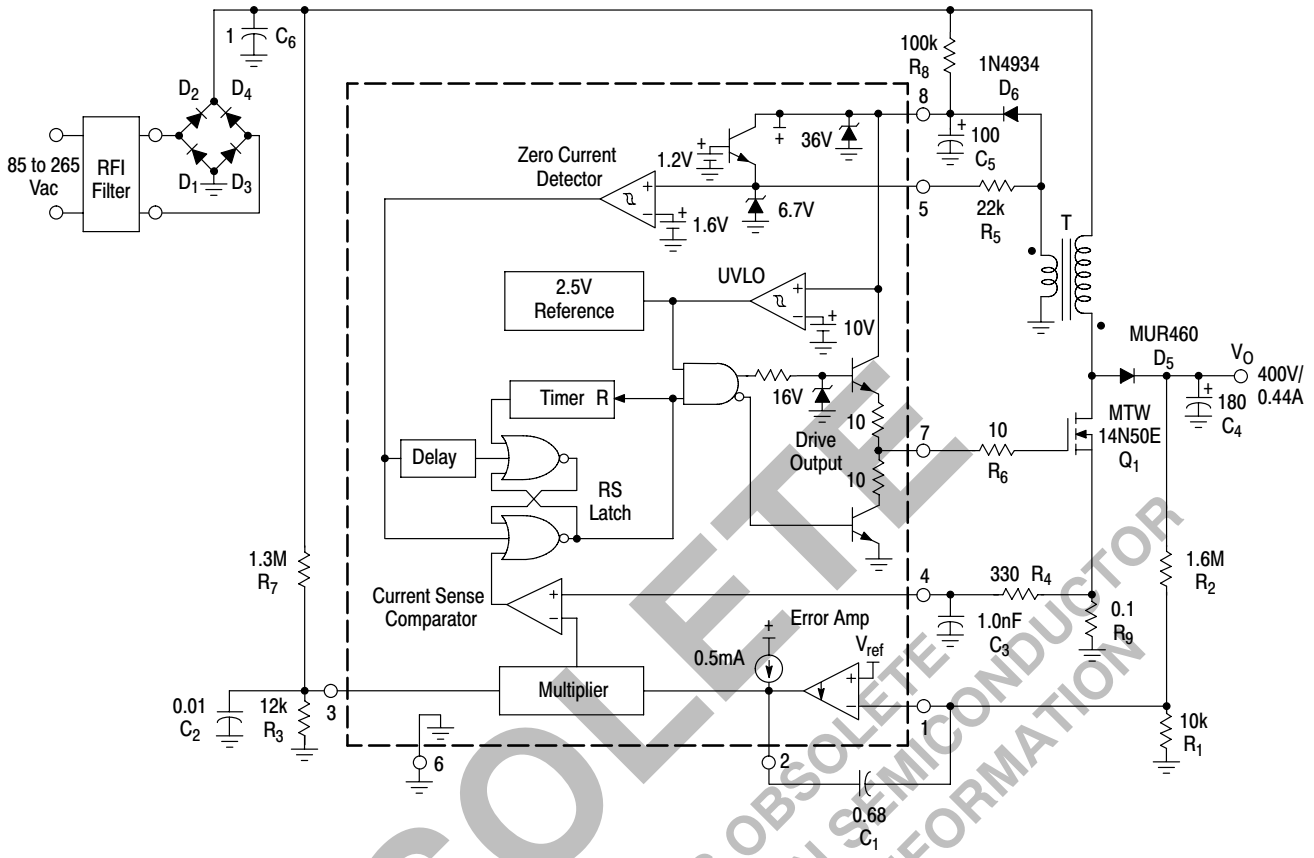 1
C6
100k
R8
1N4934
D6
D2
D4
D1
D3
85 to 265
Vac
RFI
Filter
8
+
36V
1.2V
+
+
100
C5
Zero Current
Detector
+
−
+
1.6V
6.7V
5
22k
R5
T
UVLO
2.5V
Reference
+
−
+
10V
MUR460
D5
VO
400V/
0.44A
+
180
C4
Timer R
16V
10
Drive
Output
10
7
10
R6
MTW
14N50E
Q1
Delay
RS
Latch
1.3M
R7
Current Sense
Comparator
+
−
4
330 R4
1.0nF
C3
0.1
R9
1.6M
R2
Error Amp
+
0.5mA
Vref
+
−
Multiplier
0.01
C2
12k
R3
3
6
2
1
10k
R1
0.68
C1
OLETE
S OBSOLETE
N SEMICONDUCTOR
FORMATION